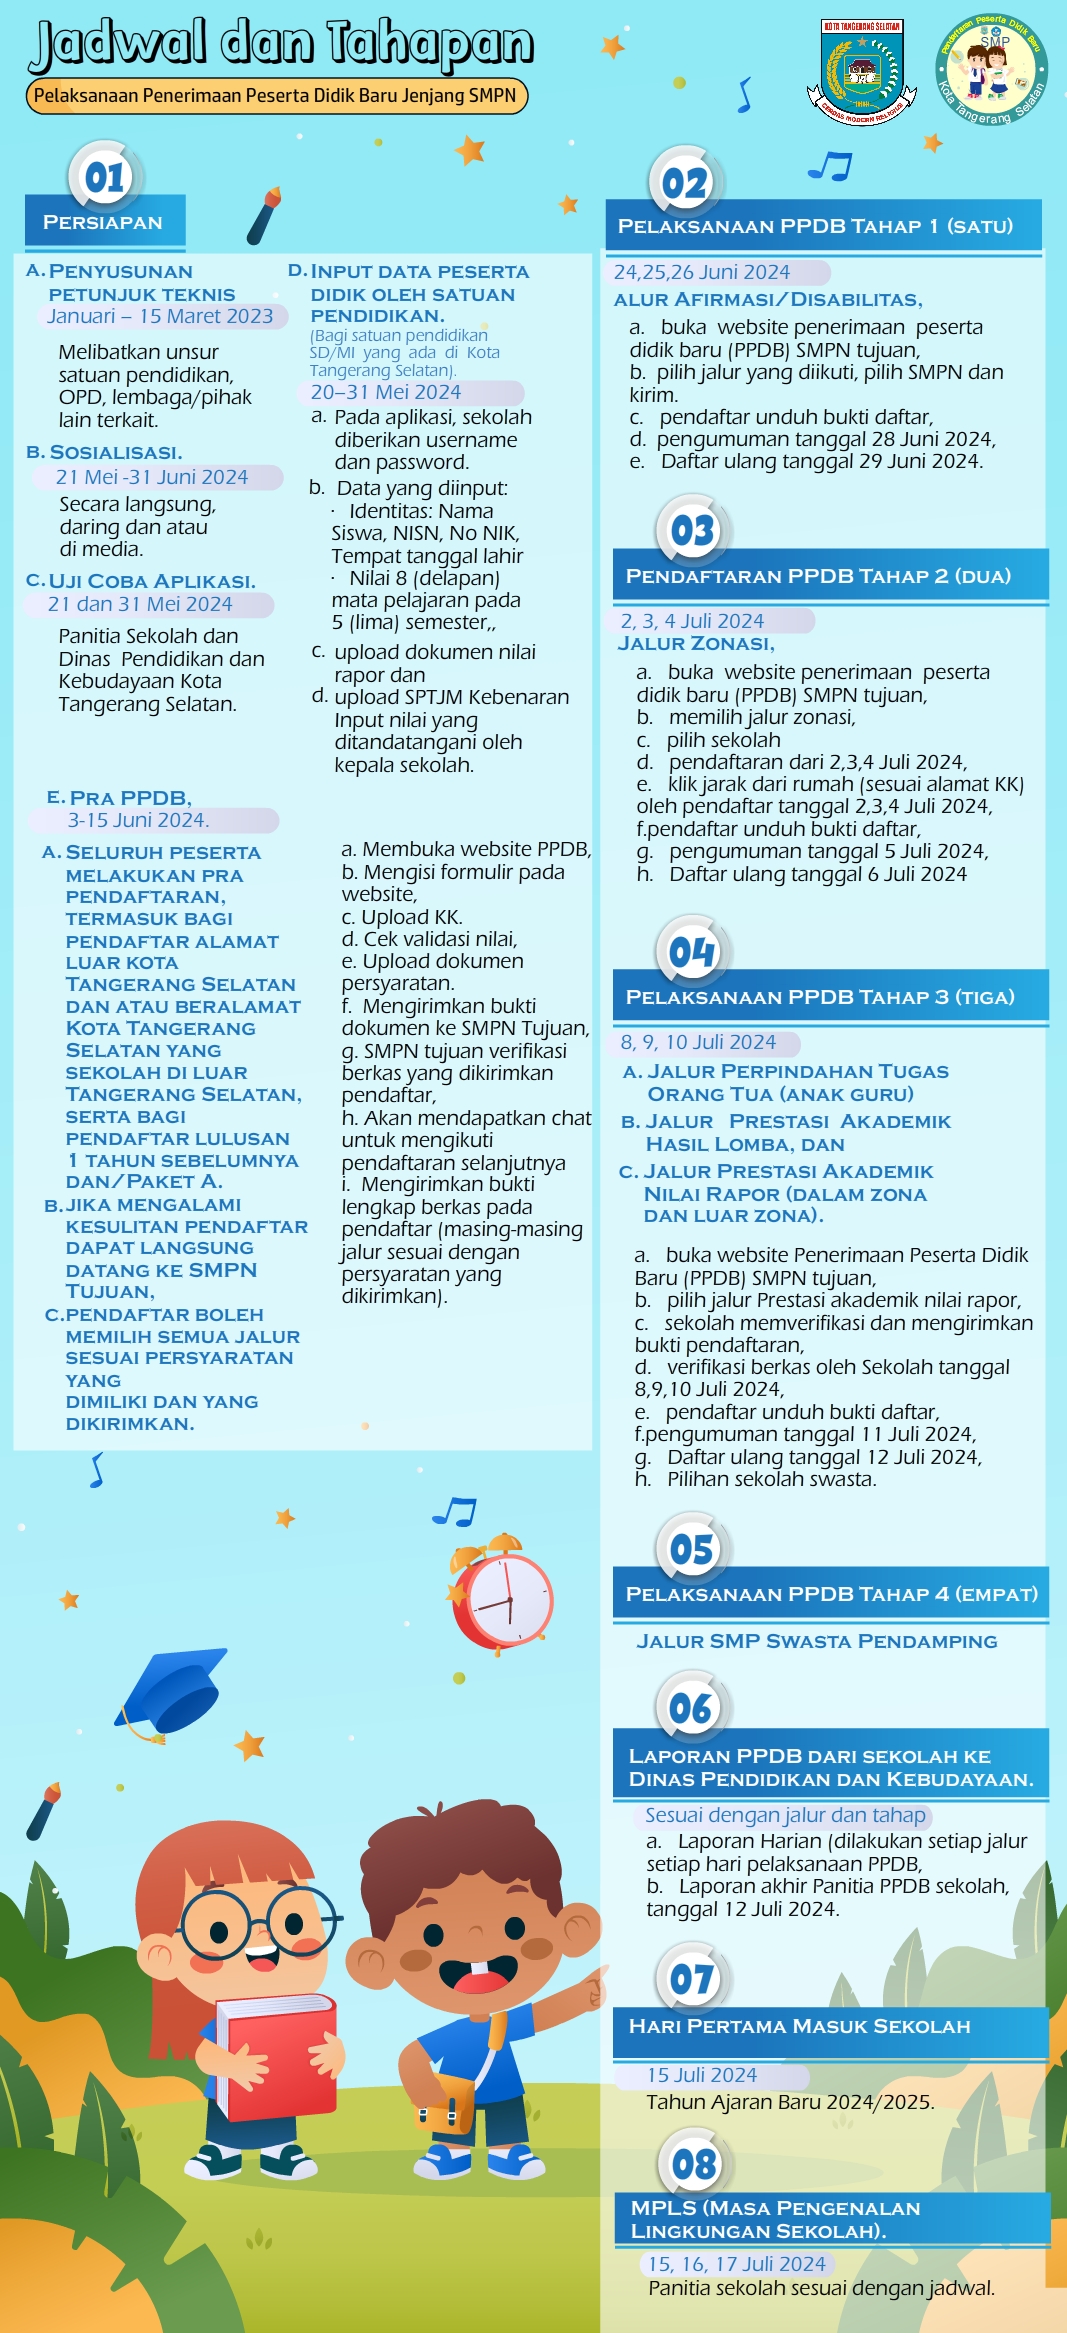 Jadwal dan Tahapan
Pelaksanaan Penerimaan Peserta Didik Baru Jenjang SMPN
KOTA TANGERANG SELATAN
CERDAS MODERN RELIGIUS
Pendaftaran Peserta Didik Baru
SMP
Kota Tangerang Selatan
01
PERSIAPAN
A. PENYUSUNAN
PETUNJUK TEKNIS
Januari – 15 Maret 2023
Melibatkan unsur
satuan pendidikan,
OPD, lembaga/pihak
lain terkait.
B. SOSIALISASI.
21 Mei -31 Juni 2024
Secara langsung,
daring dan atau
di media.
C. UJI COBA APLIKASI.
21 dan 31 Mei 2024
Panitia Sekolah dan
Dinas Pendidikan dan
Kebudayaan Kota
Tangerang Selatan.
D. INPUT DATA PESERTA
DIDIK OLEH SATUAN
PENDIDIKAN.
(Bagi satuan pendidikan
SD/MI yang ada di Kota
Tangerang Selatan).
20–31 Mei 2024
a. Pada aplikasi, sekolah
diberikan username
dan password.
b. Data yang diinput:
· Identitas: Nama
Siswa, NISN, No NIK,
Tempat tanggal lahir
· Nilai 8 (delapan)
mata pelajaran pada
5 (lima) semester,,
c. upload dokumen nilai
rapor dan
d. upload SPTJM Kebenaran
Input nilai yang
ditandatangani oleh
kepala sekolah.
E. PRA PPDB,
3-15 Juni 2024.
A. SELURUH PESERTA
MELAKUKAN PRA
PENDAFTARAN,
TERMASUK BAGI
PENDAFTAR ALAMAT
LUAR KOTA
TANGERANG SELATAN
DAN ATAU BERALAMAT
KOTA TANGERANG
SELATAN YANG
SEKOLAH DI LUAR
TANGERANG SELATAN,
SERTA BAGI
PENDAFTAR LULUSAN
1 TAHUN SEBELUMNYA
DAN/PAKET A.
B. JIKA MENGALAMI
KESULITAN PENDAFTAR
DAPAT LANGSUNG
DATANG KE SMPN
TUJUAN,
C. PENDAFTAR BOLEH
MEMILIH SEMUA JALUR
SESUAI PERSYARATAN
YANG
DIMILIKI DAN YANG
DIKIRIMKAN.
a. Membuka website PPDB,
b. Mengisi formulir pada
website,
c. Upload KK.
d. Cek validasi nilai,
e. Upload dokumen
persyaratan.
f. Mengirimkan bukti
dokumen ke SMPN Tujuan,
g. SMPN tujuan verifikasi
berkas yang dikirimkan
pendaftar,
h. Akan mendapatkan chat
untuk mengikuti
pendaftaran selanjutnya
i. Mengirimkan bukti
lengkap berkas pada
pendaftar (masing-masing
jalur sesuai dengan
persyaratan yang
dikirimkan).
02
PELAKSANAAN PPDB TAHAP 1 (SATU)
24,25,26 Juni 2024
ALUR AFIRMASI/DISABILITAS,
a. buka website penerimaan peserta
didik baru (PPDB) SMPN tujuan,
b. pilih jalur yang diikuti, pilih SMPN dan
kirim.
c. pendaftar unduh bukti daftar,
d. pengumuman tanggal 28 Juni 2024,
e. Daftar ulang tanggal 29 Juni 2024.
03
PENDAFTARAN PPDB TAHAP 2 (DUA)
2, 3, 4 Juli 2024
JALUR ZONASI,
a. buka website penerimaan peserta
didik baru (PPDB) SMPN tujuan,
b. memilih jalur zonasi,
c. pilih sekolah
d. pendaftaran dari 2,3,4 Juli 2024,
e. klik jarak dari rumah (sesuai alamat KK)
oleh pendaftar tanggal 2,3,4 Juli 2024,
f.pendaftar unduh bukti daftar,
g. pengumuman tanggal 5 Juli 2024,
h. Daftar ulang tanggal 6 Juli 2024
04
PELAKSANAAN PPDB TAHAP 3 (TIGA)
8, 9, 10 Juli 2024
A. JALUR PERPINDAHAN TUGAS
ORANG TUA (ANAK GURU)
B. JALUR PRESTASI AKADEMIK
HASIL LOMBA, DAN
C. JALUR PRESTASI AKADEMIK
NILAI RAPOR (DALAM ZONA
DAN LUAR ZONA).
a. buka website Penerimaan Peserta Didik
Baru (PPDB) SMPN tujuan,
b. pilih jalur Prestasi akademik nilai rapor,
c. sekolah memverifikasi dan mengirimkan
bukti pendaftaran,
d. verifikasi berkas oleh Sekolah tanggal
8,9,10 Juli 2024,
e. pendaftar unduh bukti daftar,
f.pengumuman tanggal 11 Juli 2024,
g. Daftar ulang tanggal 12 Juli 2024,
h. Pilihan sekolah swasta.
05
PELAKSANAAN PPDB TAHAP 4 (EMPAT)
JALUR SMP SWASTA PENDAMPING
06
LAPORAN PPDB DARI SEKOLAH KE
DINAS PENDIDIKAN DAN KEBUDAYAAN.
Sesuai dengan jalur dan tahap
a. Laporan Harian (dilakukan setiap jalur
setiap hari pelaksanaan PPDB,
b. Laporan akhir Panitia PPDB sekolah,
tanggal 12 Juli 2024.
07
HARI PERTAMA MASUK SEKOLAH
15 Juli 2024
Tahun Ajaran Baru 2024/2025.
08
MPLS (MASA PENGENALAN
LINGKUNGAN SEKOLAH).
15, 16, 17 Juli 2024
Panitia sekolah sesuai dengan jadwal.